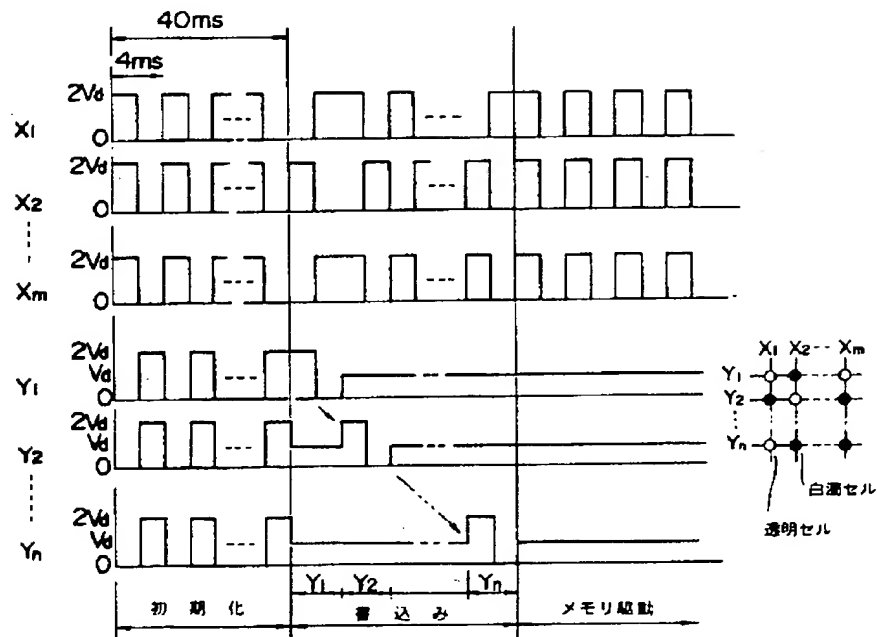 40ms
4ms
2Vd
X1
0
2Vd
X2
0
2Vd
Xm
0
2Vd
Vd
Y1
0
2Vd
Vd
Y2
0
2Vd
Vd
Yn
0
Y1 Y2 Yn
初期化 書込み メモリ駆動
X1 X2 Xm
Y1
Y2
Yn
白濁セル
透明セル